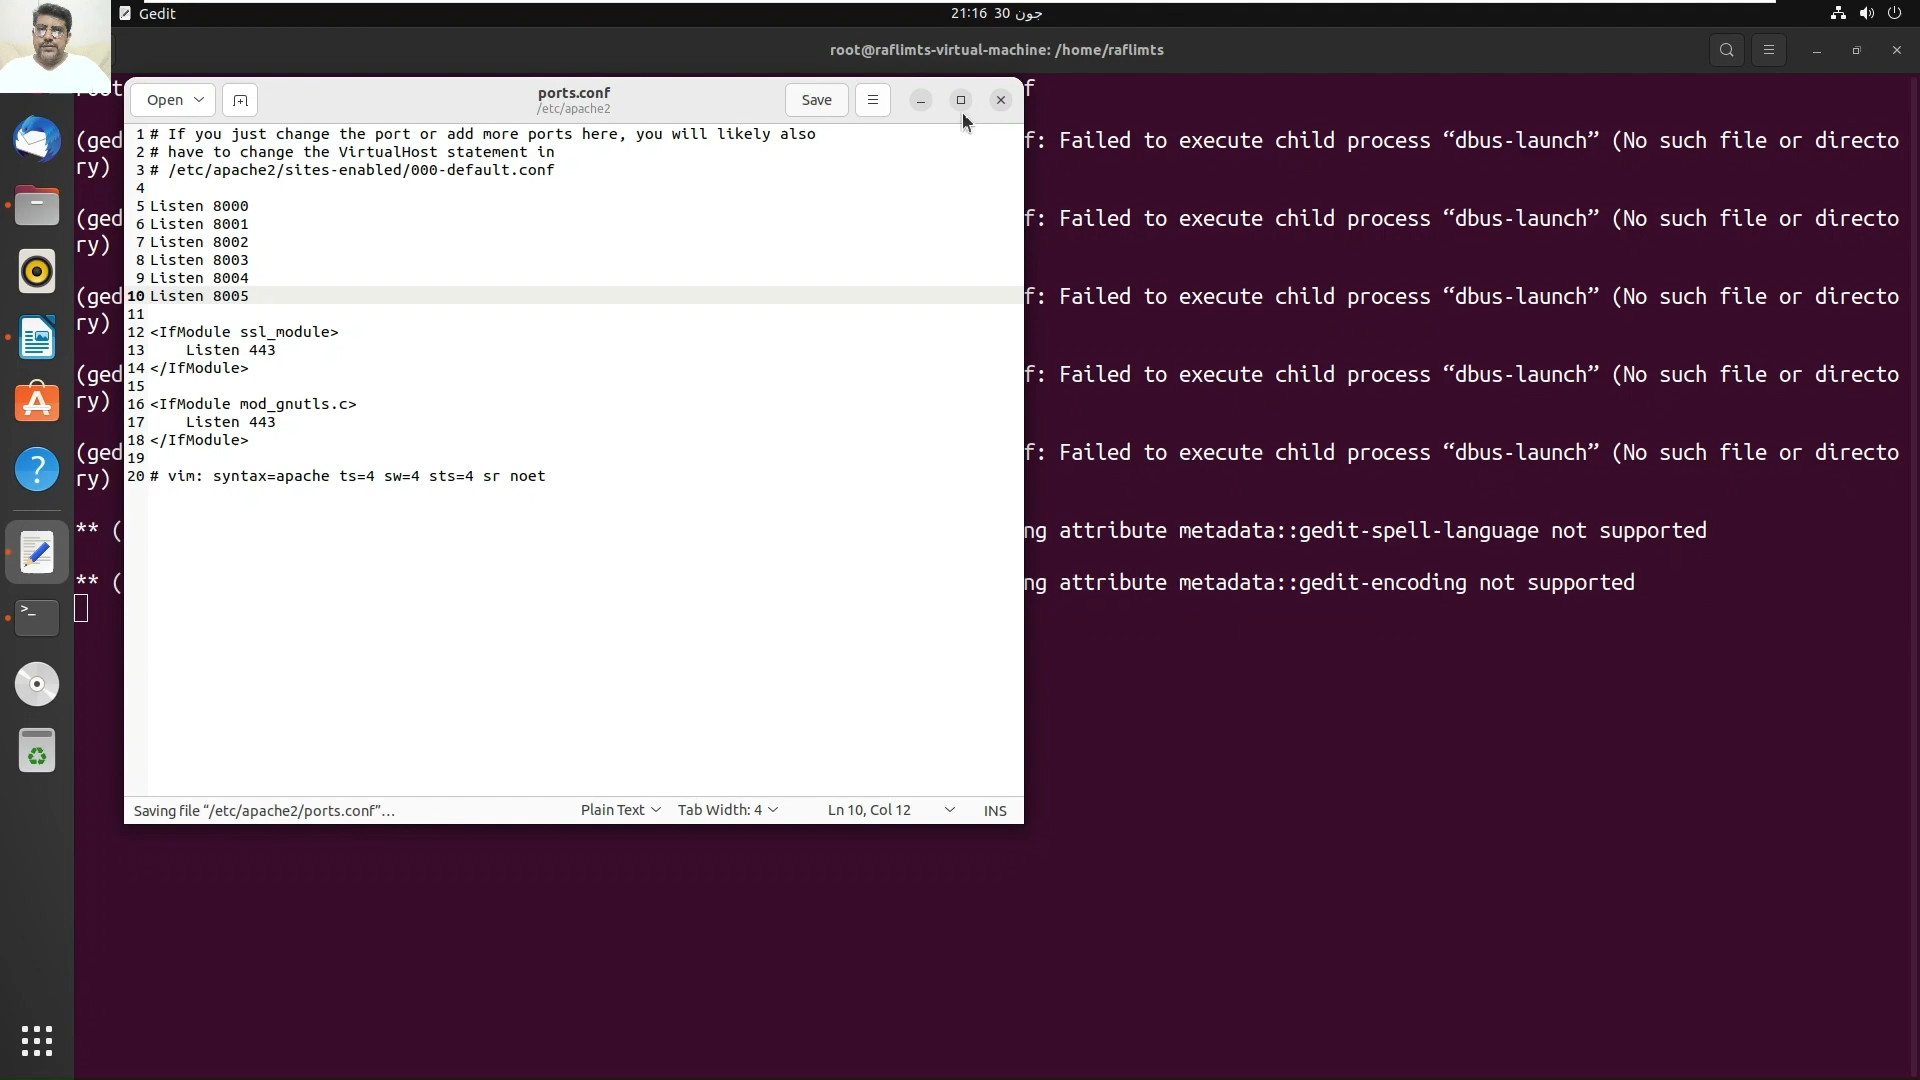 Gedit
21:16 30 جون
root@raflimts-virtual-machine: /home/raflimts
Open
ports.conf
/etc/apache2
Save
1 # If you just change the port or add more ports here, you will likely also
2 # have to change the VirtualHost statement in
3 # /etc/apache2/sites-enabled/000-default.conf
4
5 Listen 8000
6 Listen 8001
7 Listen 8002
8 Listen 8003
9 Listen 8004
10 Listen 8005
11
12 <IfModule ssl_module>
13 Listen 443
14 </IfModule>
15
16 <IfModule mod_gnutls.c>
17 Listen 443
18 </IfModule>
19
20 # vim: syntax=apache ts=4 sw=4 sts=4 sr noet
Saving file “/etc/apache2/ports.conf”...
Plain Text
Tab Width: 4
Ln 10, Col 12
INS
f
(ged f: Failed to execute child process “dbus-launch” (No such file or directo
ry)
(ged f: Failed to execute child process “dbus-launch” (No such file or directo
ry)
(ged f: Failed to execute child process “dbus-launch” (No such file or directo
ry)
(ged f: Failed to execute child process “dbus-launch” (No such file or directo
ry)
(ged f: Failed to execute child process “dbus-launch” (No such file or directo
ry)
** ( ng attribute metadata::gedit-spell-language not supported
** ( ng attribute metadata::gedit-encoding not supported